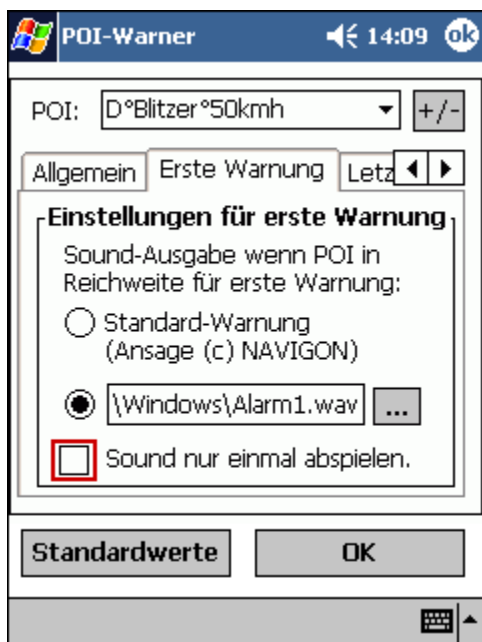 POI-Warner 14:09 ok
POI: D°Blitzer°50kmh +/-
Allgemein Erste Warnung Letz
Einstellungen für erste Warnung
Sound-Ausgabe wenn POI in
Reichweite für erste Warnung:
Standard-Warnung
(Ansage (c) NAVIGON)
\Windows\Alarm1.wav ...
Sound nur einmal abspielen.
Standardwerte OK